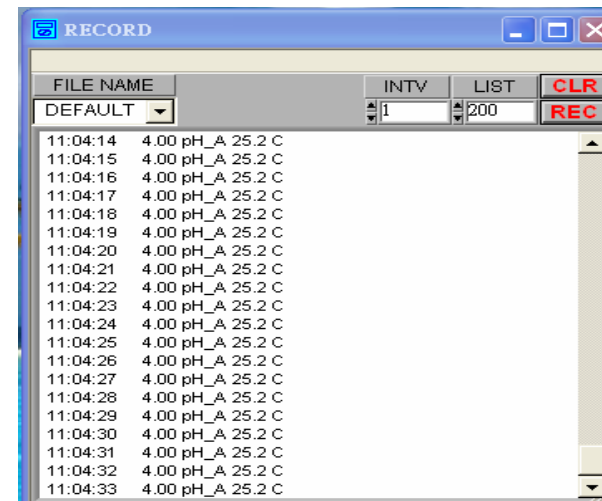 RECORD
FILE NAME INTV LIST CLR
DEFAULT 1 200 REC
11:04:14 4.00 pH_A 25.2 C
11:04:15 4.00 pH_A 25.2 C
11:04:16 4.00 pH_A 25.2 C
11:04:17 4.00 pH_A 25.2 C
11:04:18 4.00 pH_A 25.2 C
11:04:19 4.00 pH_A 25.2 C
11:04:20 4.00 pH_A 25.2 C
11:04:21 4.00 pH_A 25.2 C
11:04:22 4.00 pH_A 25.2 C
11:04:23 4.00 pH_A 25.2 C
11:04:24 4.00 pH_A 25.2 C
11:04:25 4.00 pH_A 25.2 C
11:04:26 4.00 pH_A 25.2 C
11:04:27 4.00 pH_A 25.2 C
11:04:28 4.00 pH_A 25.2 C
11:04:29 4.00 pH_A 25.2 C
11:04:30 4.00 pH_A 25.2 C
11:04:31 4.00 pH_A 25.2 C
11:04:32 4.00 pH_A 25.2 C
11:04:33 4.00 pH_A 25.2 C